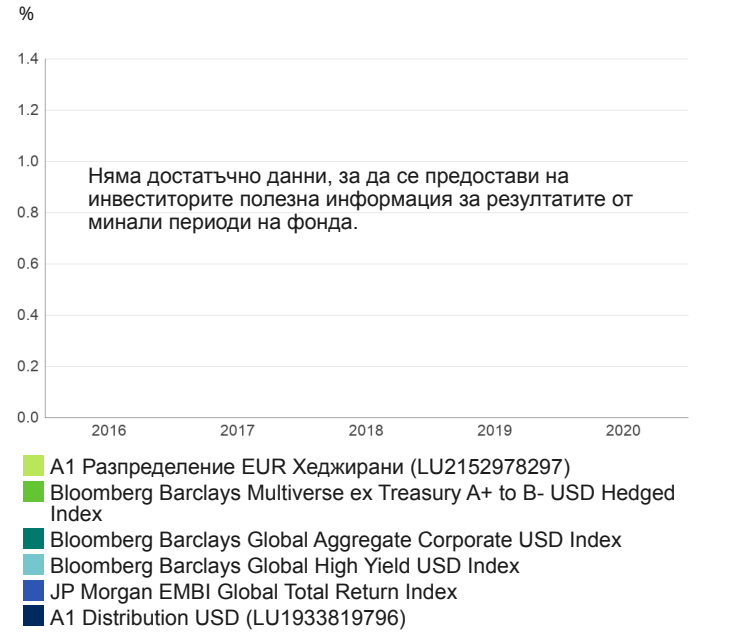 %
1.4
1.2
1.0
Няма достатъчно данни, за да се предостави на
инвеститорите полезна информация за резултатите от
0.8
минали периоди на фонда.
0.6
0.4
0.2
0.0
2016 2017 2018 2019 2020
A1 Разпределение EUR Хеджирани (LU2152978297)
Bloomberg Barclays Multiverse ex Treasury A+ to B- USD Hedged
Index
Bloomberg Barclays Global Aggregate Corporate USD Index
Bloomberg Barclays Global High Yield USD Index
JP Morgan EMBI Global Total Return Index
A1 Distribution USD (LU1933819796)